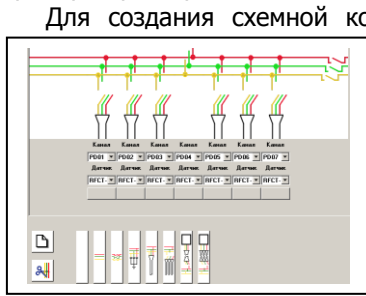 Для создания схемной ко
Канал Канал Канал Канал Канал Канал Канал
PD01 PD02 PD03 PD04 PD05 PD06 PD07
Датчик Датчик Датчик Датчик Датчик Датчик Датчик
RFCT- RFCT- RFCT- RFCT- RFCT- RFCT- RFCT-